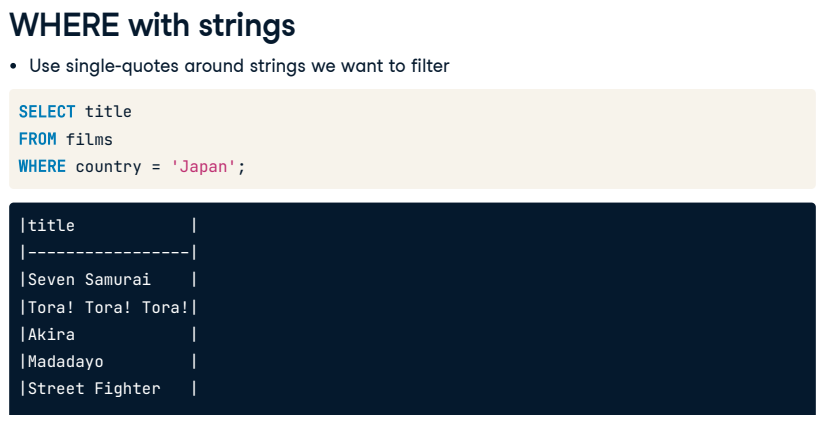 WHERE with strings
• Use single-quotes around strings we want to filter
SELECT title
FROM films
WHERE country = 'Japan';
|title            |
|-----------------|
|Seven Samurai    |
|Tora! Tora! Tora!|
|Akira            |
|Madadayo         |
|Street Fighter   |